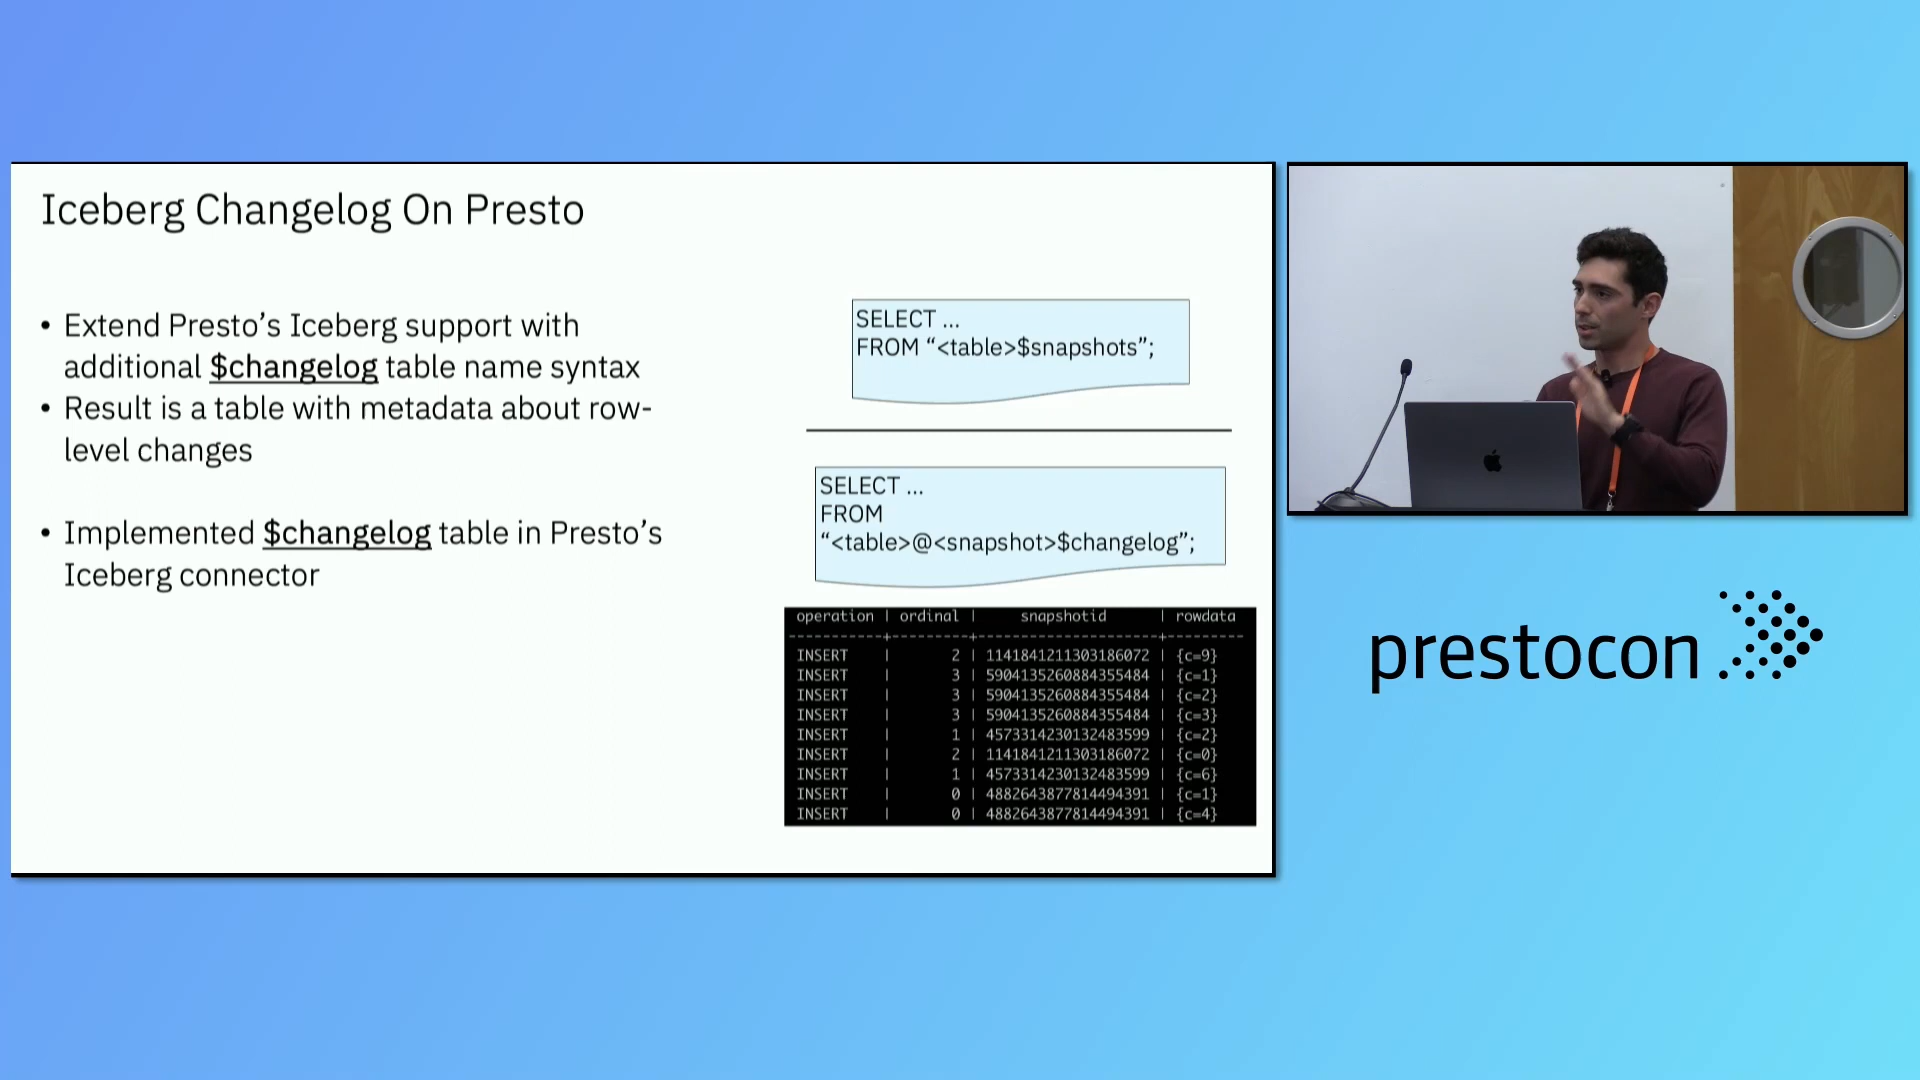 Iceberg Changelog On Presto
• Extend Presto’s Iceberg support with
additional $changelog table name syntax
• Result is a table with metadata about row-
level changes
• Implemented $changelog table in Presto’s
Iceberg connector
SELECT ...
FROM “<table>$snapshots”;
SELECT ...
FROM
“<table>@<snapshot>$changelog”;
operation | ordinal | snapshotid | rowdata
-----------+---------+---------------------+---------
INSERT | 2 | 1141841211303186072 | {c=9}
INSERT | 3 | 5904135260884355484 | {c=1}
INSERT | 3 | 5904135260884355484 | {c=2}
INSERT | 3 | 5904135260884355484 | {c=3}
INSERT | 1 | 4573314230132483599 | {c=2}
INSERT | 2 | 1141841211303186072 | {c=0}
INSERT | 1 | 4573314230132483599 | {c=6}
INSERT | 0 | 4882643877814494391 | {c=1}
INSERT | 0 | 4882643877814494391 | {c=4}
prestocon